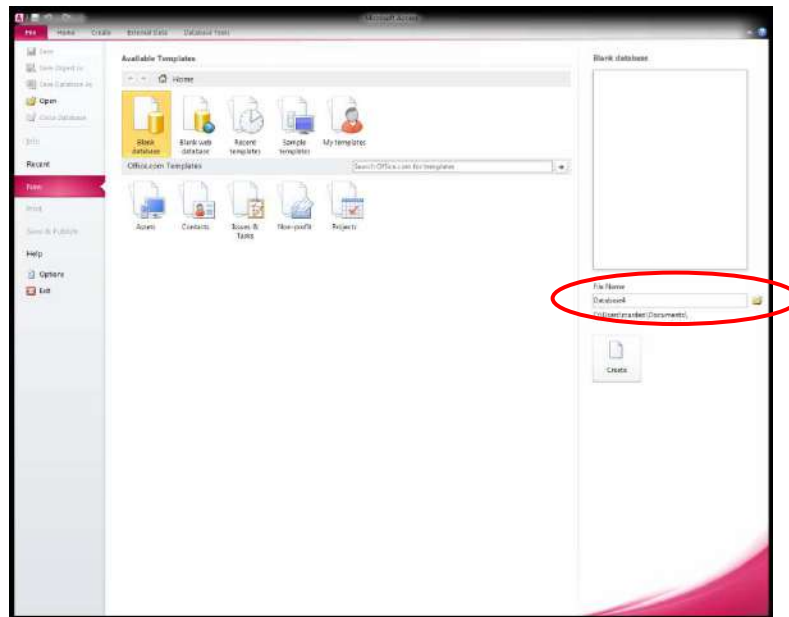 Microsoft Access
File Home Create External Data Database Tools
Save
Save Object As
Save Database As
Open
Close Database
Info
Recent
New
Print
Save & Publish
Help
Options
Exit
Available Templates
Home
Blank database
Blank web database
Recent templates
Sample templates
My templates
Office.com Templates
Search Office.com for templates
Assets
Contacts
Issues & Tasks
Non-profit
Projects
Blank database
File Name
Database4
Create